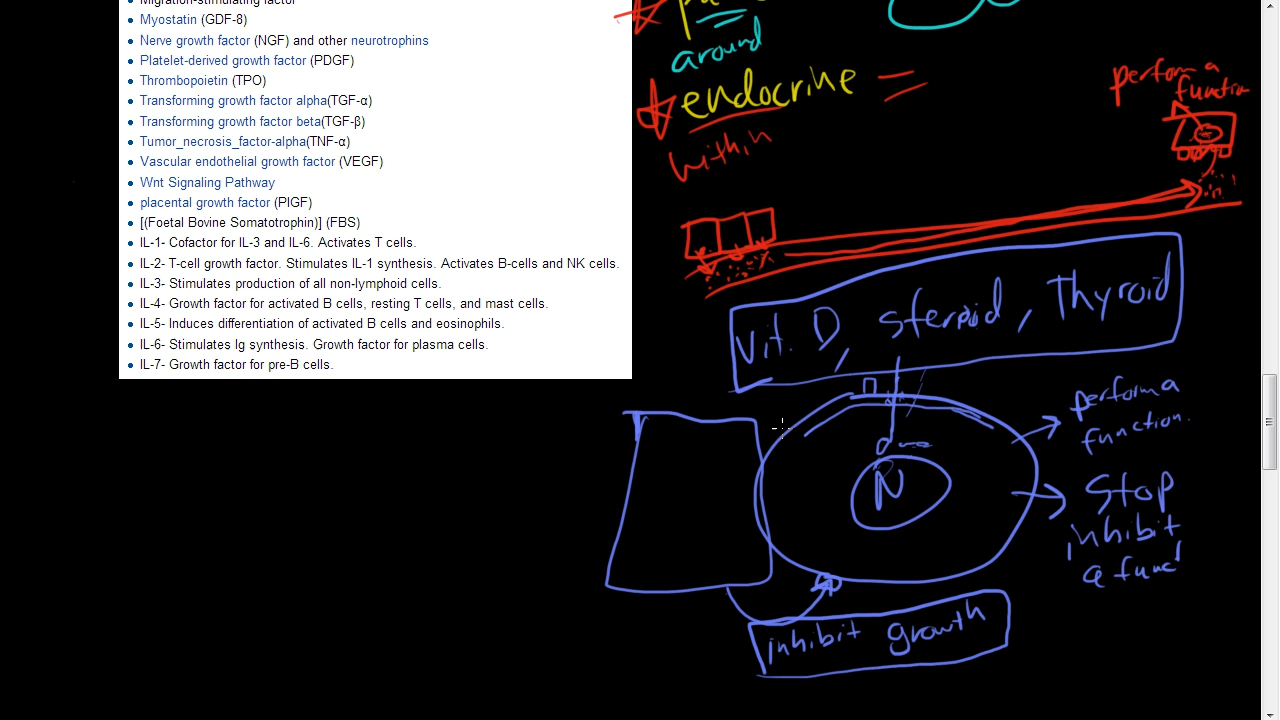 Migration-stimulating factor
Myostatin (GDF-8)
Nerve growth factor (NGF) and other neurotrophins
Platelet-derived growth factor (PDGF)
Thrombopoietin (TPO)
Transforming growth factor alpha(TGF-α)
Transforming growth factor beta(TGF-β)
Tumor_necrosis_factor-alpha(TNF-α)
Vascular endothelial growth factor (VEGF)
Wnt Signaling Pathway
placental growth factor (PlGF)
[(Foetal Bovine Somatotrophin)] (FBS)
IL-1- Cofactor for IL-3 and IL-6. Activates T cells.
IL-2- T-cell growth factor. Stimulates IL-1 synthesis. Activates B-cells and NK cells.
IL-3- Stimulates production of all non-lymphoid cells.
IL-4- Growth factor for activated B cells, resting T cells, and mast cells.
IL-5- Induces differentiation of activated B cells and eosinophils.
IL-6- Stimulates Ig synthesis. Growth factor for plasma cells.
IL-7- Growth factor for pre-B cells.
around
endocrine =
within
perform a
function
Vit. D, steroid, Thyroid
N
perform a
function.
Stop
inhibit
a func
inhibit growth